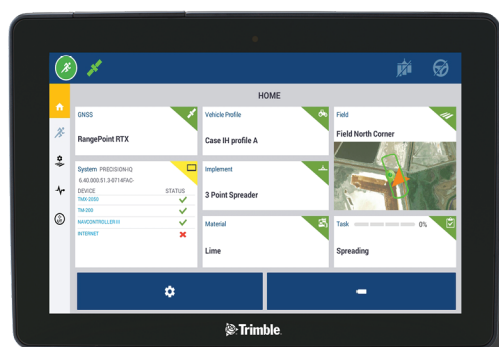 HOME
GNSS
RangePoint RTX
Vehicle Profile
Case IH profile A
Field
Field North Corner
System PRECISION-IQ
DEVICE STATUS
TMX-2050
TM-200
NAVCONTROLLER III
INTERNET
Implement
3 Point Spreader
Material
Lime
Task 0%
Spreading
Trimble